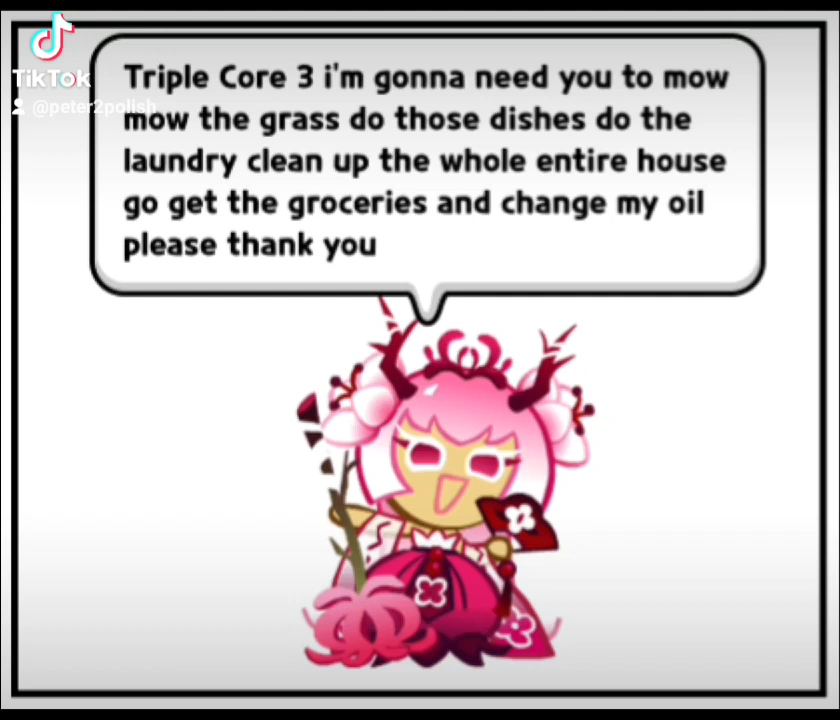 TikTok
@peter2polish
Triple Core 3 i'm gonna need you to mow
mow the grass do those dishes do the
laundry clean up the whole entire house
go get the groceries and change my oil
please thank you